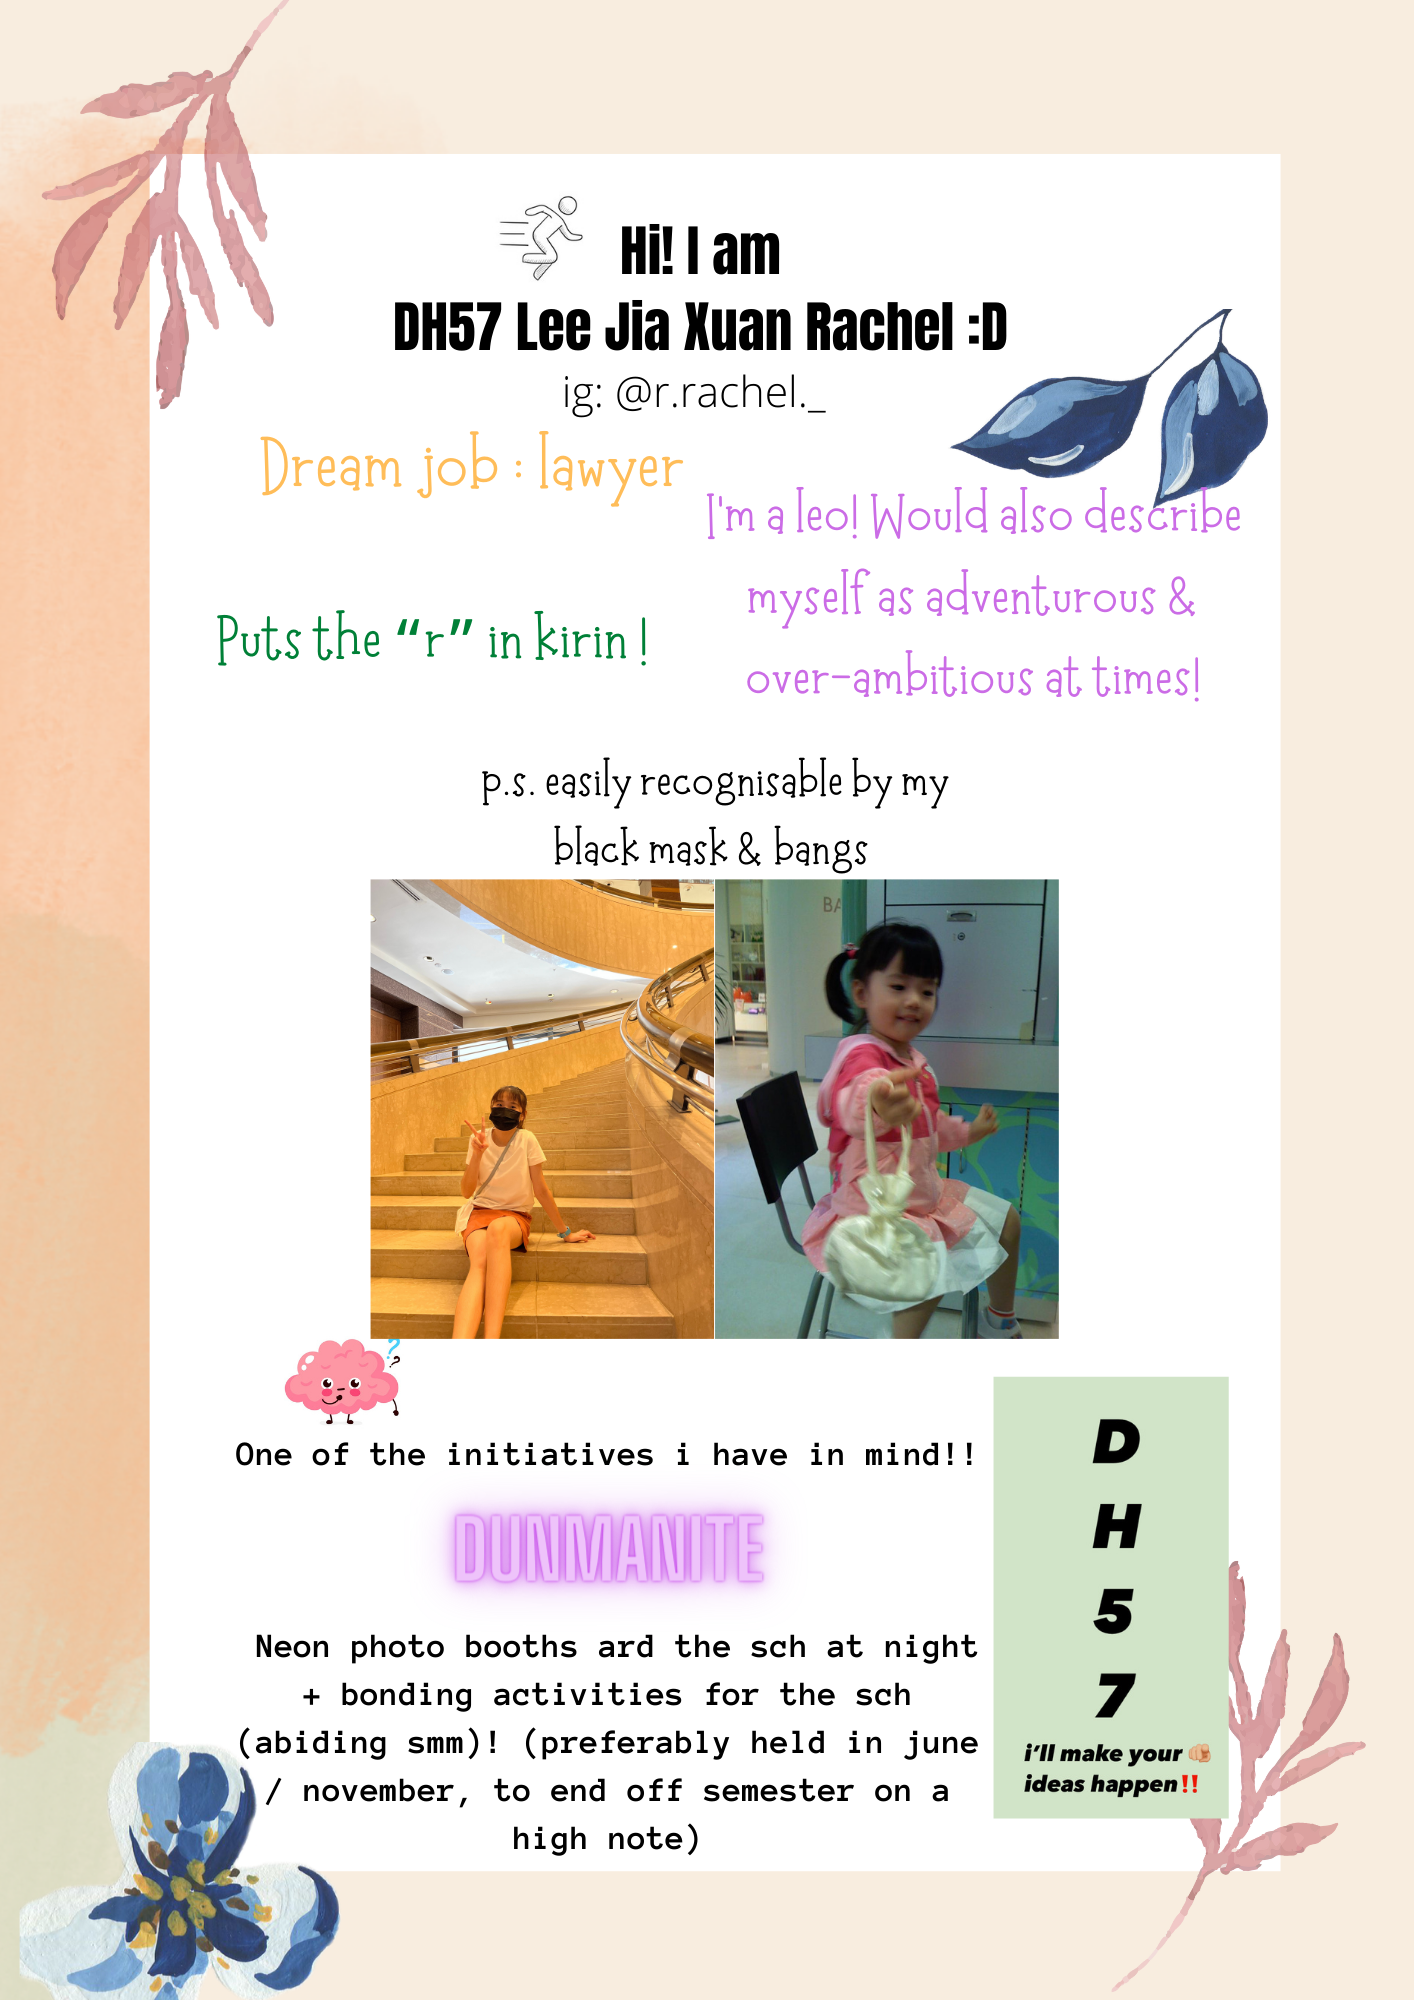 Hi! I am
DH57 Lee Jia Xuan Rachel :D
ig: @r.rachel._
Dream job : lawyer
I'm a leo! Would also describe
myself as adventurous &
over-ambitious at times!
Puts the “r” in kirin !
p.s. easily recognisable by my
black mask & bangs
BA
? ?
One of the initiatives i have in mind!!
DUNMANITE
Neon photo booths ard the sch at night
+ bonding activities for the sch
(abiding smm)! (preferably held in june
/ november, to end off semester on a
high note)
D
H
5
7
i’ll make your 🫵🏼
ideas happen‼️